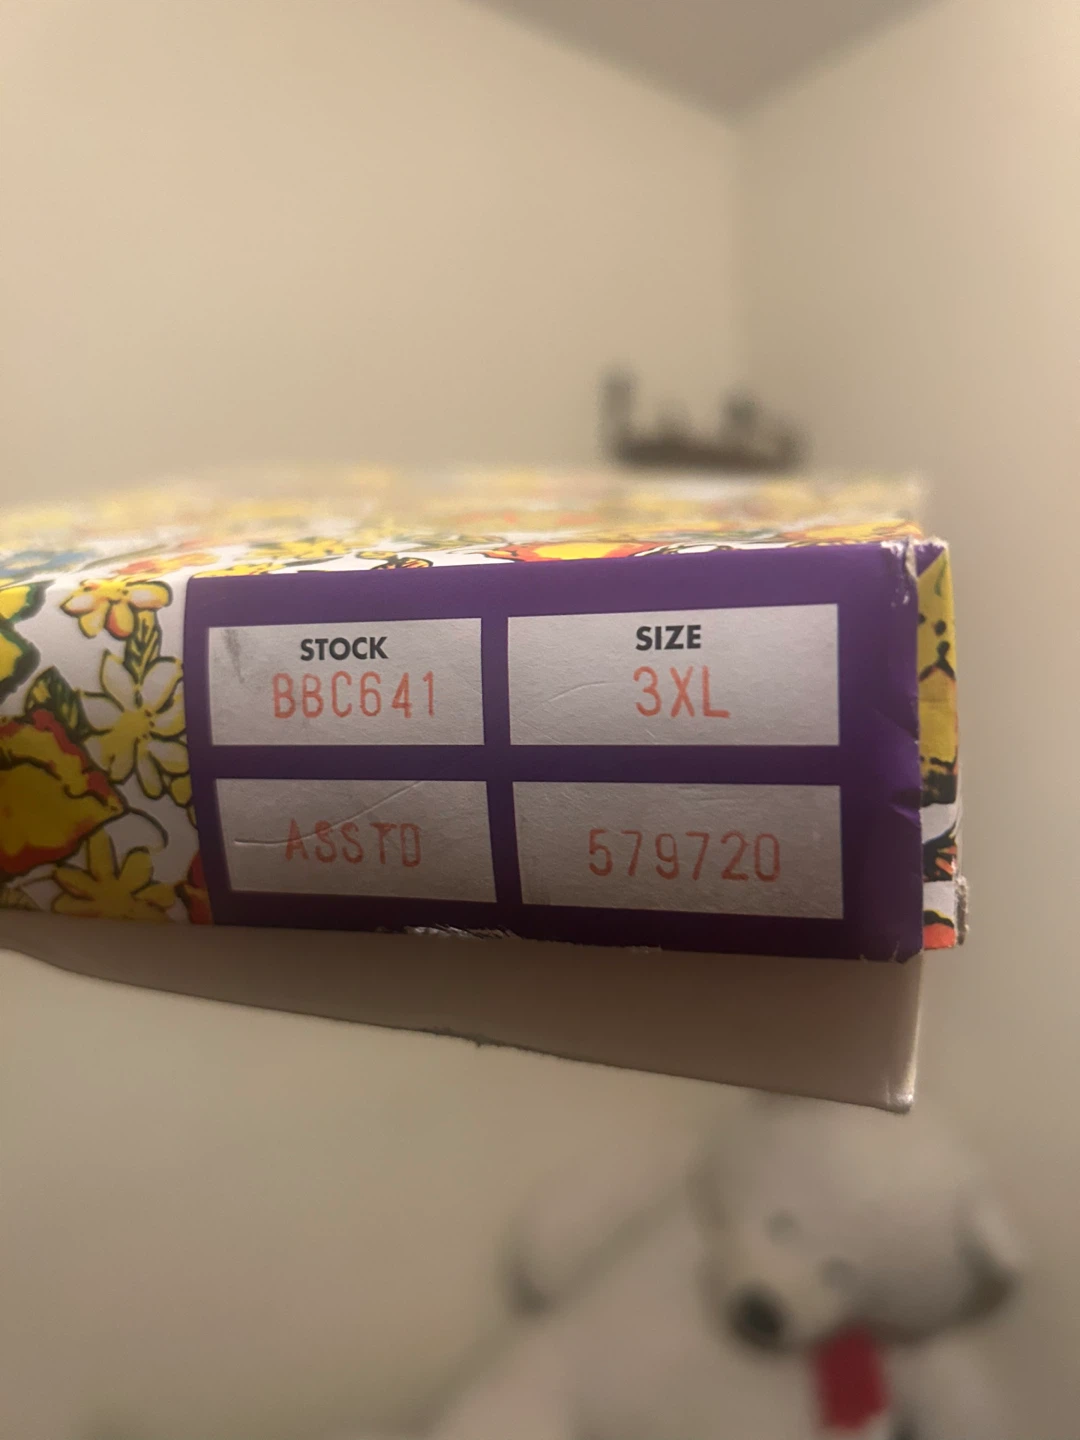 STOCK
BBC641
SIZE
3XL
ASSTD
579720